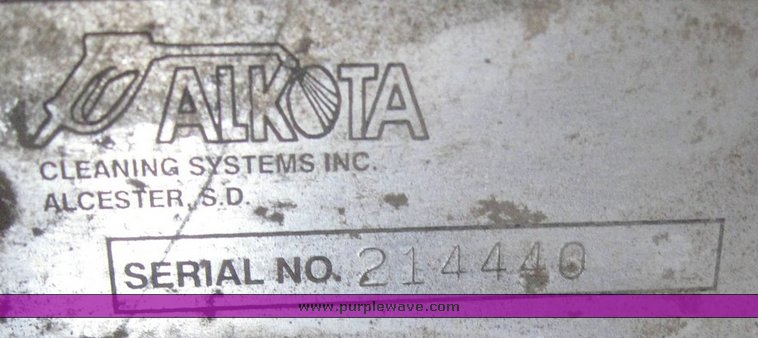 ALKOTA
CLEANING SYSTEMS INC.
ALCESTER, S.D.
SERIAL NO. 214440
www.purplewave.com